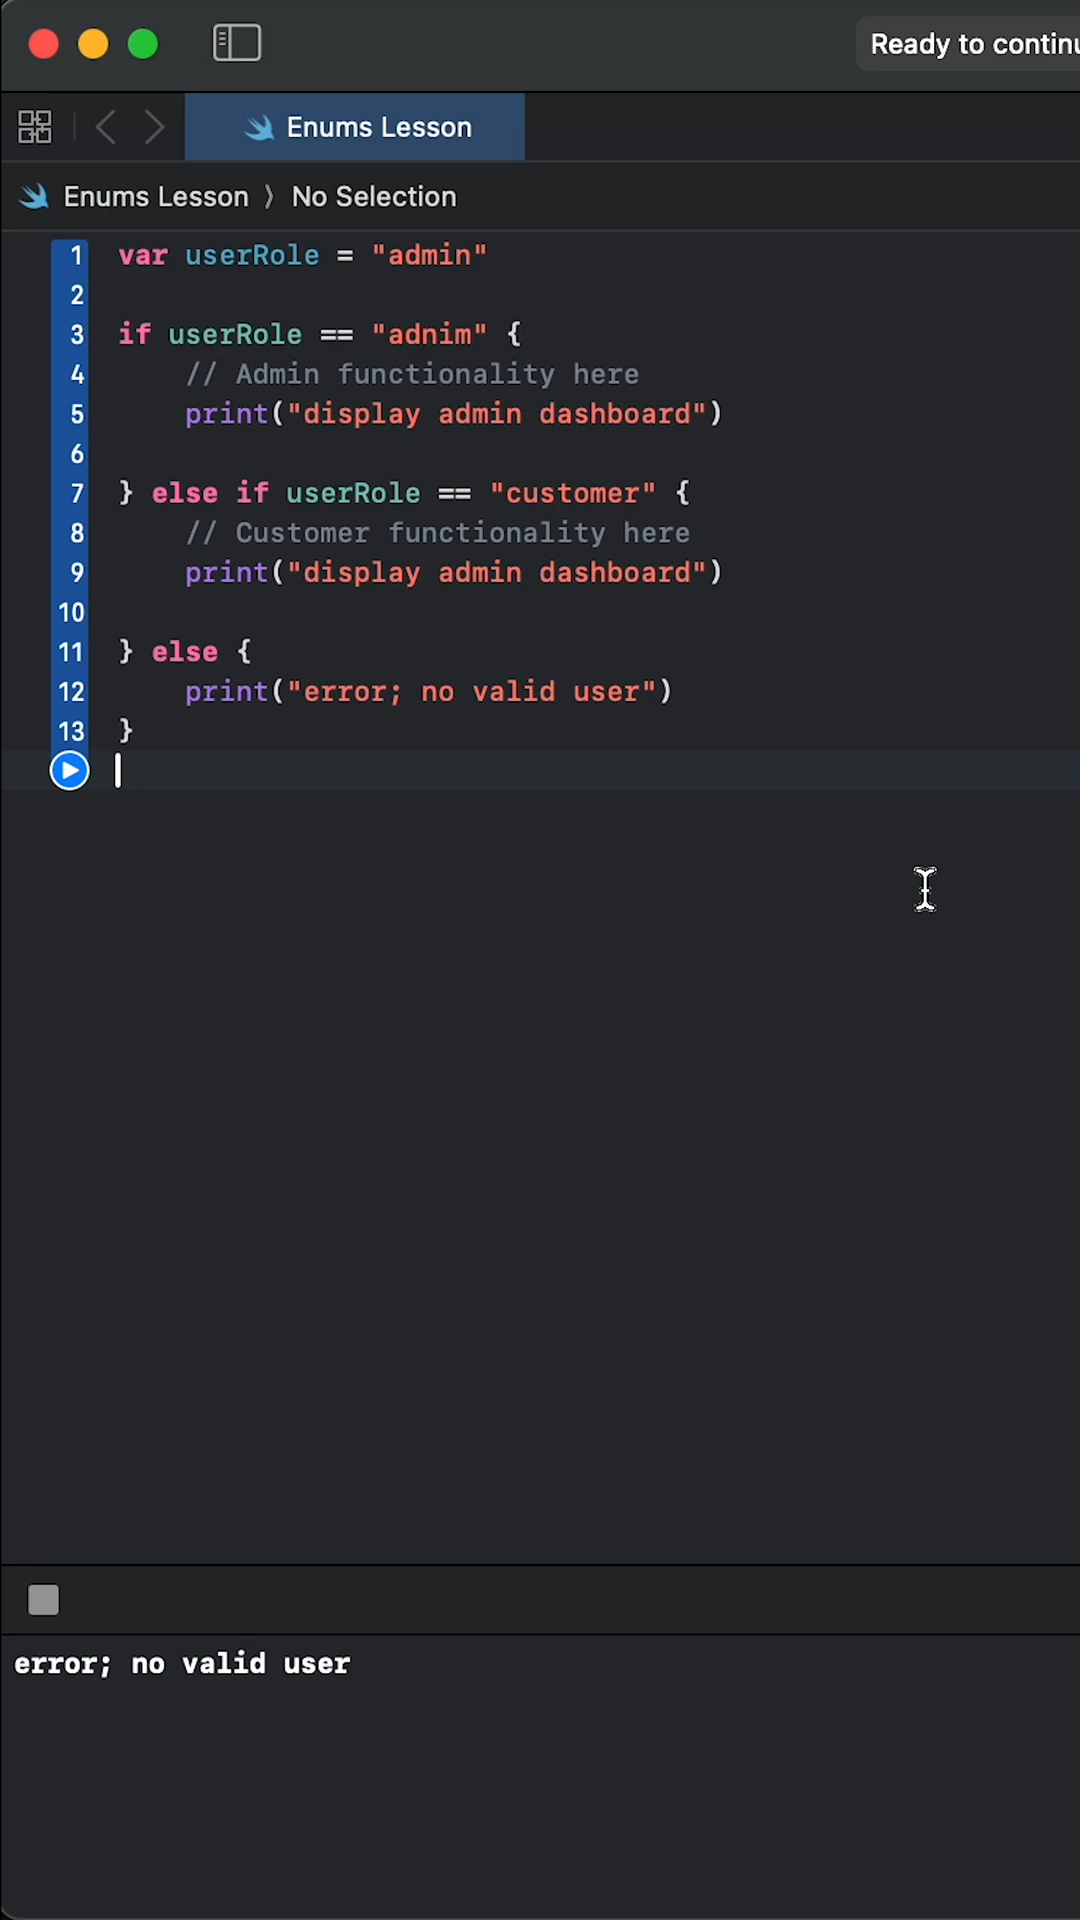 Ready to continu
Enums Lesson
Enums Lesson 〉 No Selection
1 var userRole = "admin"
2
3 if userRole == "adnim" {
4 // Admin functionality here
5 print("display admin dashboard")
6
7 } else if userRole == "customer" {
8 // Customer functionality here
9 print("display admin dashboard")
10
11 } else {
12 print("error; no valid user")
13 }
error; no valid user